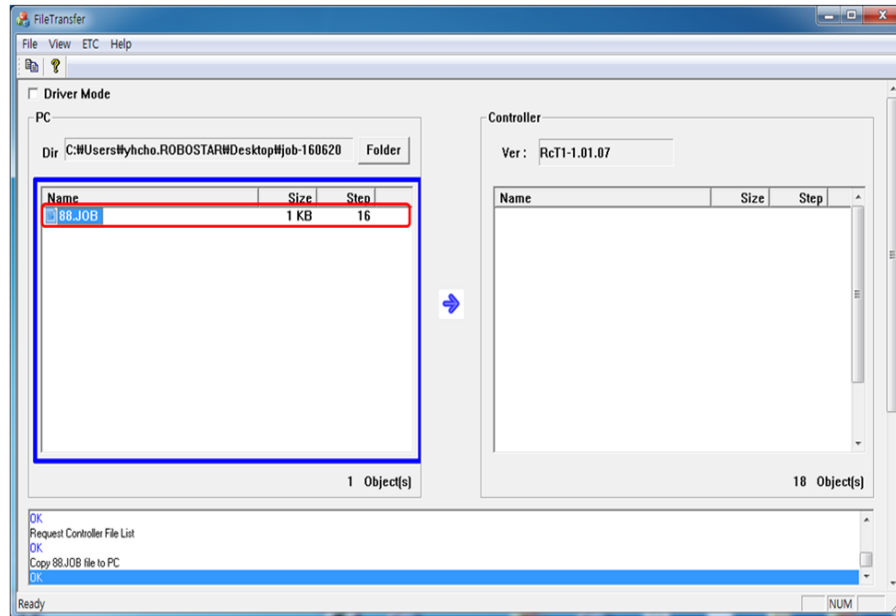 FileTransfer
File View ETC Help
Driver Mode
PC
Dir C:₩Users₩yhcho.ROBOSTAR₩Desktop₩job-160620 Folder
Name Size Step
88.JOB 1 KB 16
1 Object(s)
Controller
Ver : RcT1-1.01.07
Name Size Step
18 Object(s)
OK
Request Controller File List
OK
Copy 88.JOB file to PC
OK
Ready NUM